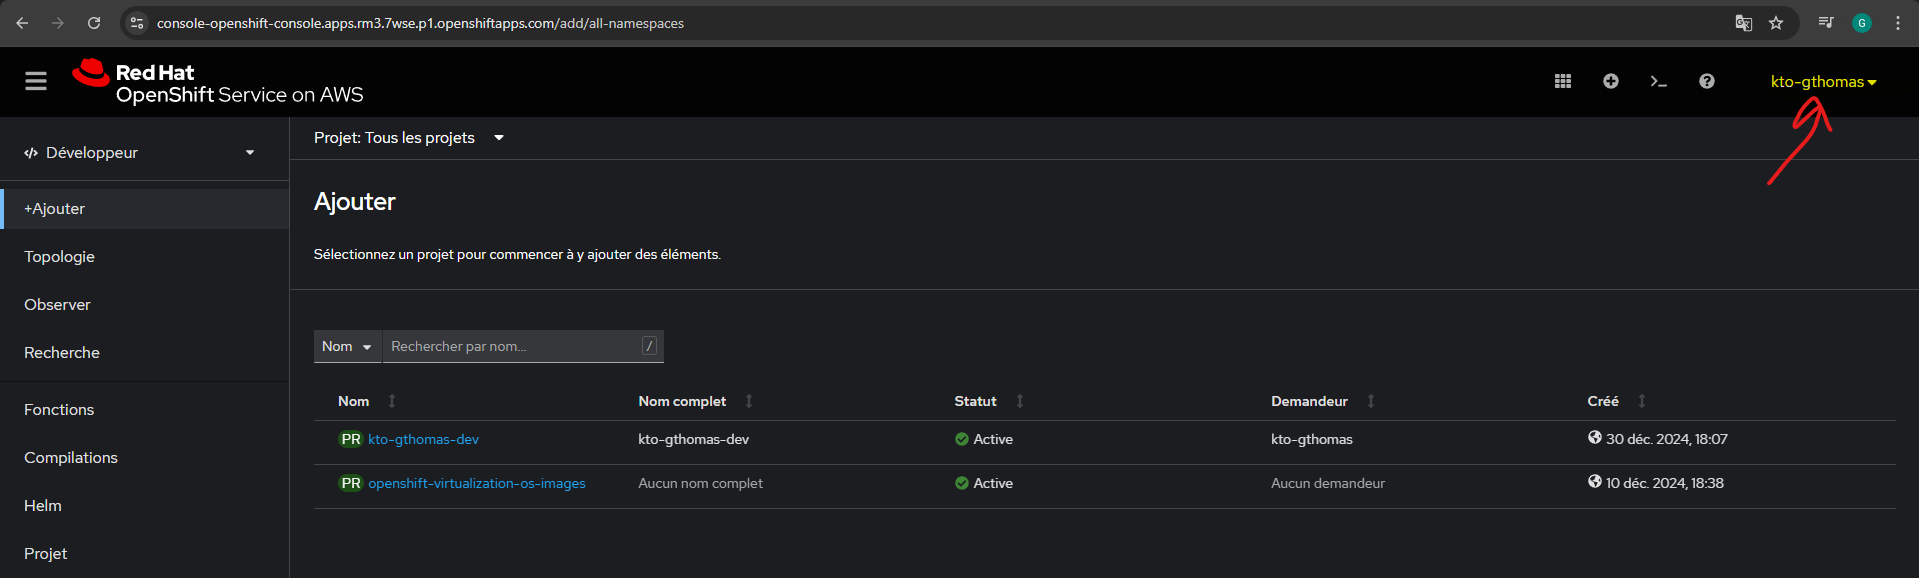 console-openshift-console.apps.rm3.7wse.p1.openshiftapps.com/add/all-namespaces
G
Red Hat
OpenShift Service on AWS
kto-gthomas
Développeur
Projet: Tous les projets
+Ajouter
Topologie
Observer
Recherche
Fonctions
Compilations
Helm
Projet
Ajouter
Sélectionnez un projet pour commencer à y ajouter des éléments.
Nom
Rechercher par nom...
/
Nom Nom complet Statut Demandeur Créé
PR kto-gthomas-dev kto-gthomas-dev Active kto-gthomas 30 déc. 2024, 18:07
PR openshift-virtualization-os-images Aucun nom complet Active Aucun demandeur 10 déc. 2024, 18:38